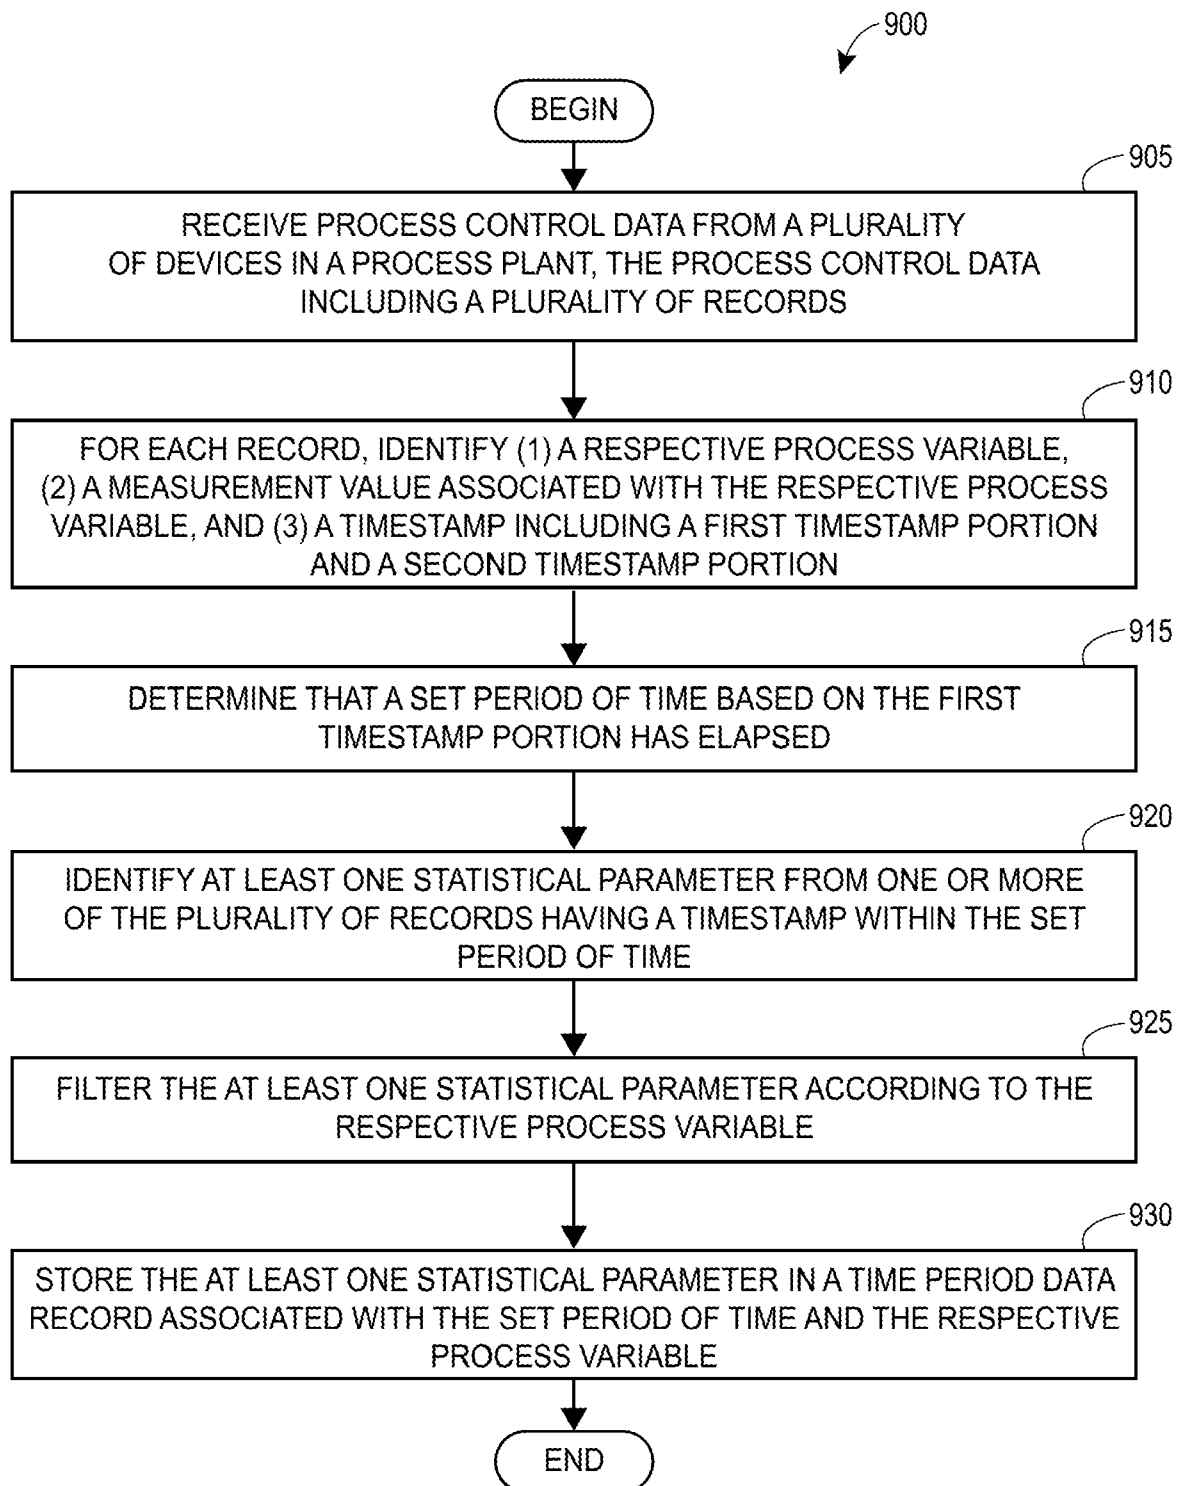 900
BEGIN
905
RECEIVE PROCESS CONTROL DATA FROM A PLURALITY
OF DEVICES IN A PROCESS PLANT, THE PROCESS CONTROL DATA
INCLUDING A PLURALITY OF RECORDS
910
FOR EACH RECORD, IDENTIFY (1) A RESPECTIVE PROCESS VARIABLE,
(2) A MEASUREMENT VALUE ASSOCIATED WITH THE RESPECTIVE PROCESS
VARIABLE, AND (3) A TIMESTAMP INCLUDING A FIRST TIMESTAMP PORTION
AND A SECOND TIMESTAMP PORTION
915
DETERMINE THAT A SET PERIOD OF TIME BASED ON THE FIRST
TIMESTAMP PORTION HAS ELAPSED
920
IDENTIFY AT LEAST ONE STATISTICAL PARAMETER FROM ONE OR MORE
OF THE PLURALITY OF RECORDS HAVING A TIMESTAMP WITHIN THE SET
PERIOD OF TIME
925
FILTER THE AT LEAST ONE STATISTICAL PARAMETER ACCORDING TO THE
RESPECTIVE PROCESS VARIABLE
930
STORE THE AT LEAST ONE STATISTICAL PARAMETER IN A TIME PERIOD DATA
RECORD ASSOCIATED WITH THE SET PERIOD OF TIME AND THE RESPECTIVE
PROCESS VARIABLE
END